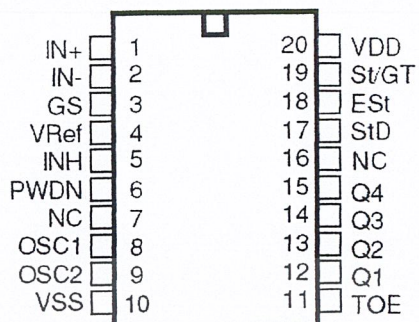 IN+ 1 20 VDD
IN- 2 19 St/GT
GS 3 18 ESt
VRef 4 17 StD
INH 5 16 NC
PWDN 6 15 Q4
NC 7 14 Q3
OSC1 8 13 Q2
OSC2 9 12 Q1
VSS 10 11 TOE